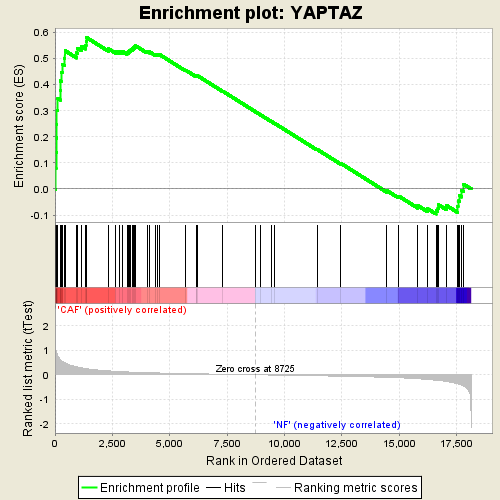 Enrichment plot: YAPTAZ
Enrichment score (ES)
0.6
0.5
0.4
0.3
0.2
0.1
0.0
-0.1
'CAF' (positively correlated)
Ranked list metric (tTest)
2
1
0
-1
-2
Zero cross at 8725
'NF' (negatively correlated)
0 2,500 5,000 7,500 10,000 12,500 15,000 17,500
Rank in Ordered Dataset
Enrichment profile Hits Ranking metric scores